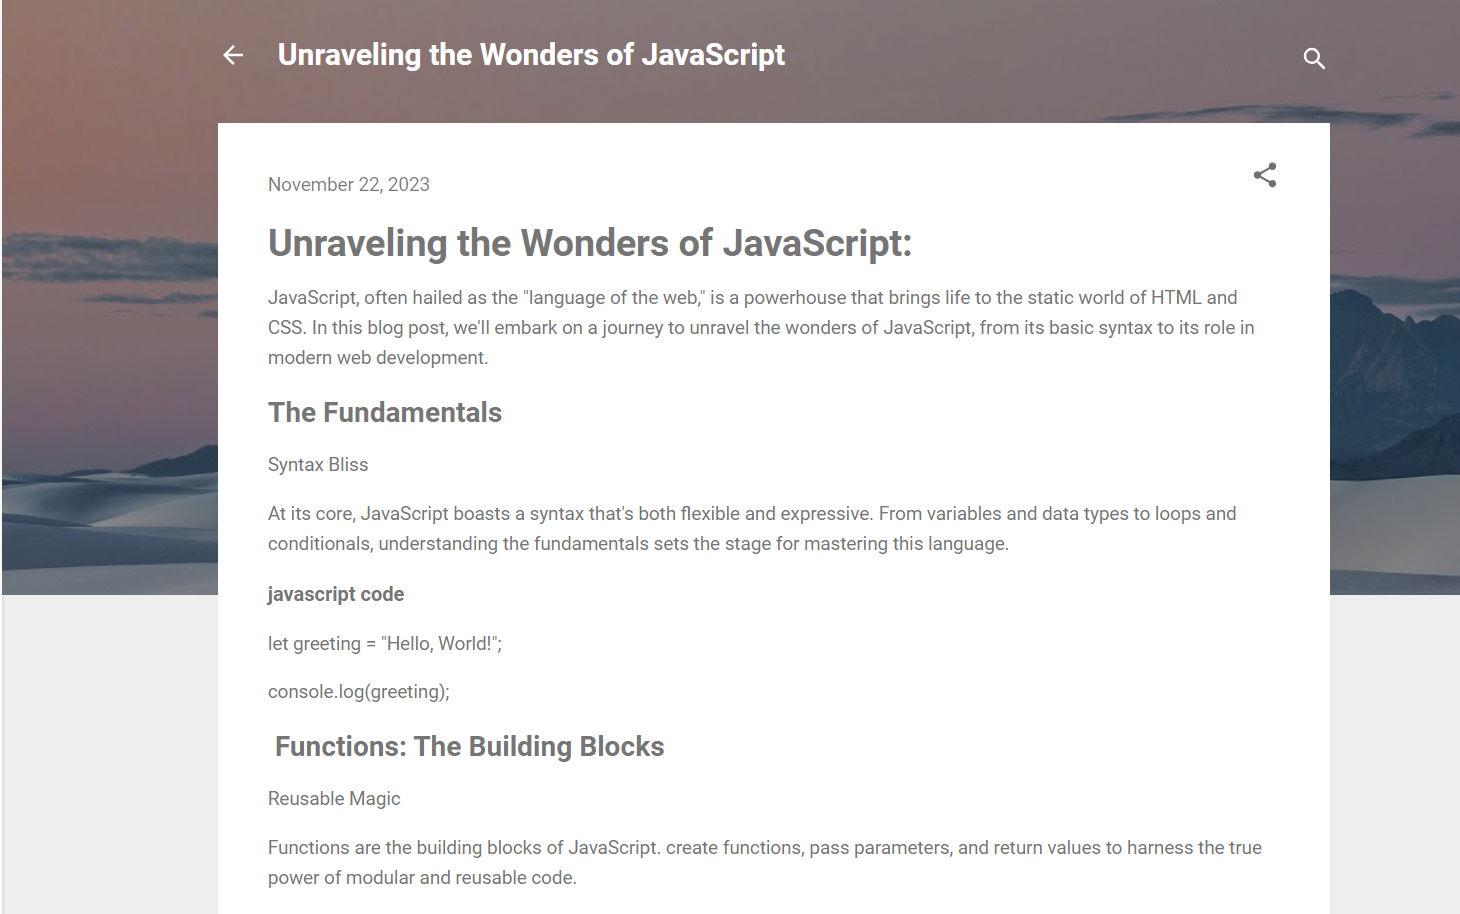 Unraveling the Wonders of JavaScript
November 22, 2023
Unraveling the Wonders of JavaScript:
JavaScript, often hailed as the "language of the web," is a powerhouse that brings life to the static world of HTML and
CSS. In this blog post, we'll embark on a journey to unravel the wonders of JavaScript, from its basic syntax to its role in
modern web development.
The Fundamentals
Syntax Bliss
At its core, JavaScript boasts a syntax that's both flexible and expressive. From variables and data types to loops and
conditionals, understanding the fundamentals sets the stage for mastering this language.
javascript code
let greeting = "Hello, World!";
console.log(greeting);
Functions: The Building Blocks
Reusable Magic
Functions are the building blocks of JavaScript. create functions, pass parameters, and return values to harness the true
power of modular and reusable code.